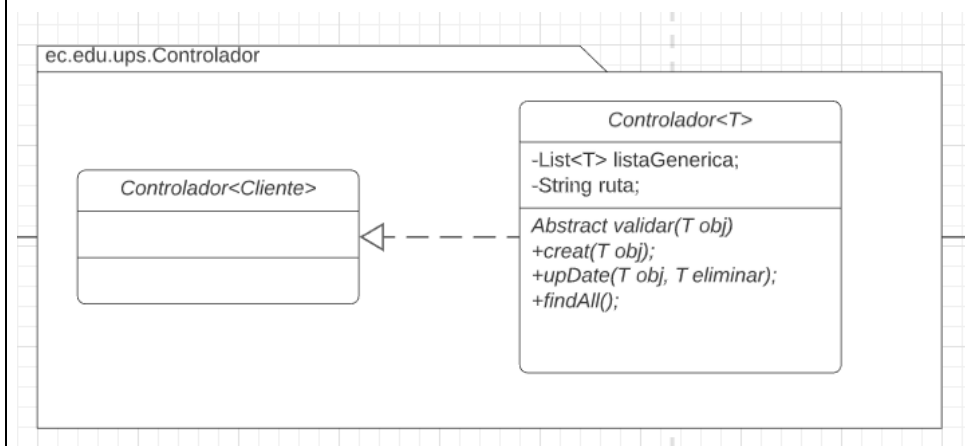 ec.edu.ups.Controlador
Controlador<Cliente>
Controlador<T>
-List<T> listaGenerica;
-String ruta;
Abstract validar(T obj)
+creat(T obj);
+upDate(T obj, T eliminar);
+findAll();